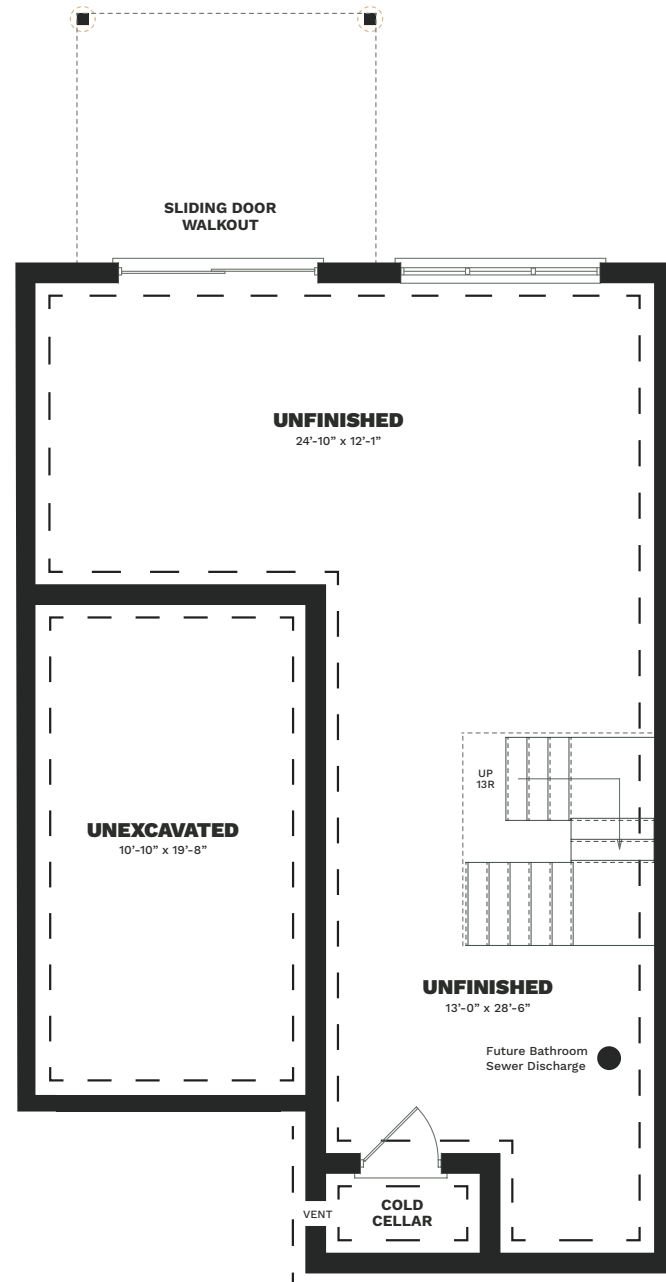 SLIDING DOOR
WALKOUT
UNFINISHED
24’-10” x 12’-1”
UP
13R
UNEXCAVATED
10’-10” x 19’-8”
UNFINISHED
13’-0” x 28’-6”
Future Bathroom
Sewer Discharge
VENT
COLD
CELLAR